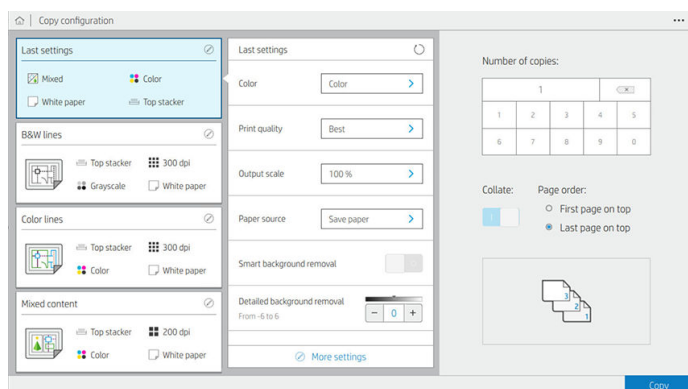 Copy configuration
Last settings
Mixed
Color
White paper
Top stacker
B&W lines
Top stacker
300 dpi
Grayscale
White paper
Color lines
Top stacker
300 dpi
Color
White paper
Mixed content
Top stacker
200 dpi
Color
White paper
Last settings
Color
Color
Print quality
Best
Output scale
100 %
Paper source
Save paper
Smart background removal
Detailed background removal
From -6 to 6
− 0 +
More settings
Number of copies:
1
1 2 3 4 5
6 7 8 9 0
Collate:
Page order:
First page on top
Last page on top
3
2
1
Copy